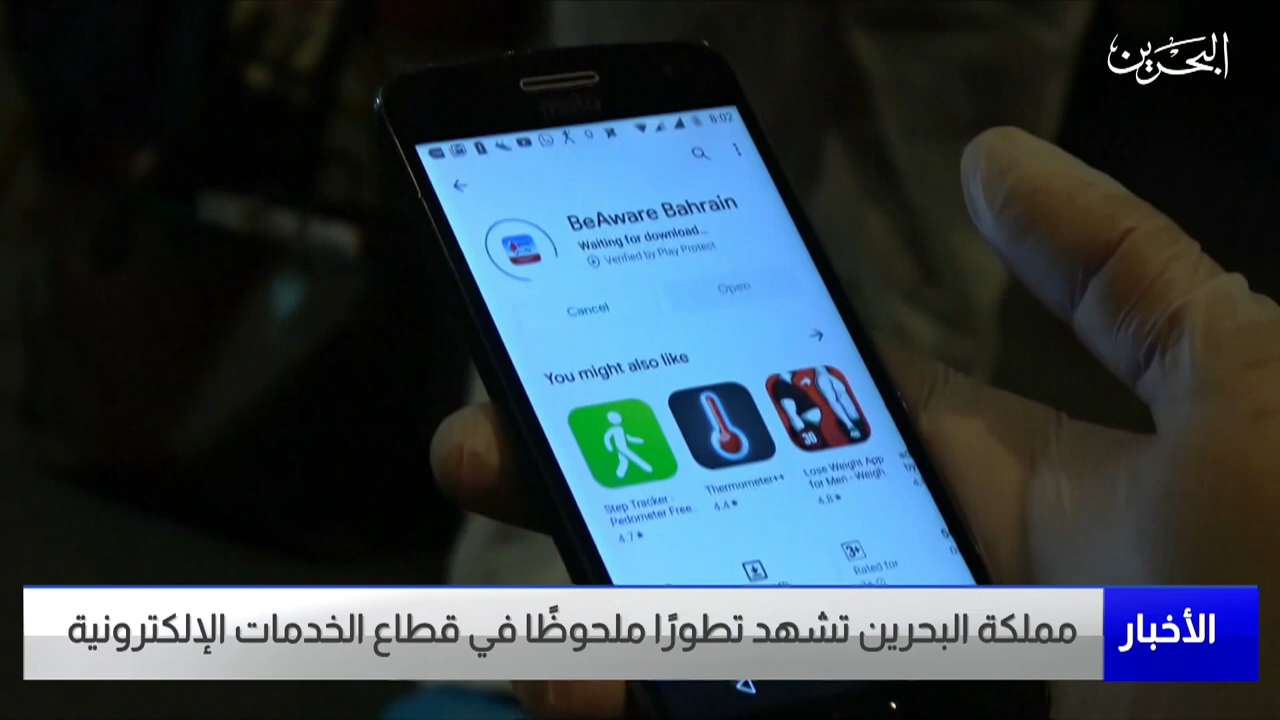 البحرين
moto
8:02
BeAware Bahrain
Waiting for download...
Verified by Play Protect
Cancel
Open
You might also like
Step Tracker -
Pedometer Free...
4.7★
Thermometer++
4.4★
Lose Weight App
for Men - Weigh..
4.8★
3+
Rated for
الأخبار
مملكة البحرين تشهد تطورًا ملحوظًا في قطاع الخدمات الإلكترونية